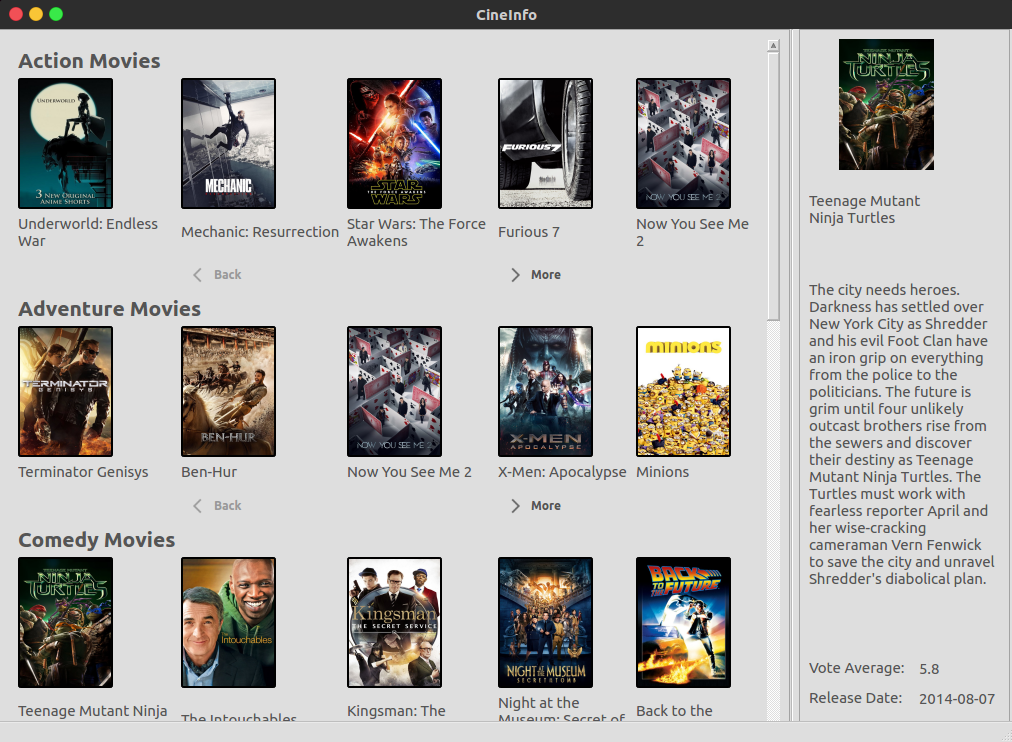 CineInfo
Action Movies
UNDERWORLD
3 NEW ORIGINAL
ANIME SHORTS
MECHANIC
STAR
THE FORCE AWAKENS
WARS
FURIOUS 7
NOW YOU SEE ME 2
Underworld: Endless
War
Mechanic: Resurrection
Star Wars: The Force
Awakens
Furious 7
Now You See Me
2
Back
More
Adventure Movies
TERMINATOR
GENISYS
BEN-HUR
NOW YOU SEE ME 2
X-MEN
APOCALYPSE
minions
Terminator Genisys
Ben-Hur
Now You See Me 2
X-Men: Apocalypse
Minions
Back
More
Comedy Movies
TEENAGE MUTANT
NINJA
TURTLES
Intouchables
Kingsman
THE SECRET SERVICE
NIGHT AT THE MUSEUM
SECRET OF THE TOMB
BACK
TO THE
FUTURE
Teenage Mutant Ninja
The Intouchables
Kingsman: The
Night at the
Museum: Secret of
Back to the
TEENAGE MUTANT
NINJA
TURTLES
Teenage Mutant
Ninja Turtles
The city needs heroes.
Darkness has settled over
New York City as Shredder
and his evil Foot Clan have
an iron grip on everything
from the police to the
politicians. The future is
grim until four unlikely
outcast brothers rise from
the sewers and discover
their destiny as Teenage
Mutant Ninja Turtles. The
Turtles must work with
fearless reporter April and
her wise-cracking
cameraman Vern Fenwick
to save the city and unravel
Shredder's diabolical plan.
Vote Average: 5.8
Release Date: 2014-08-07